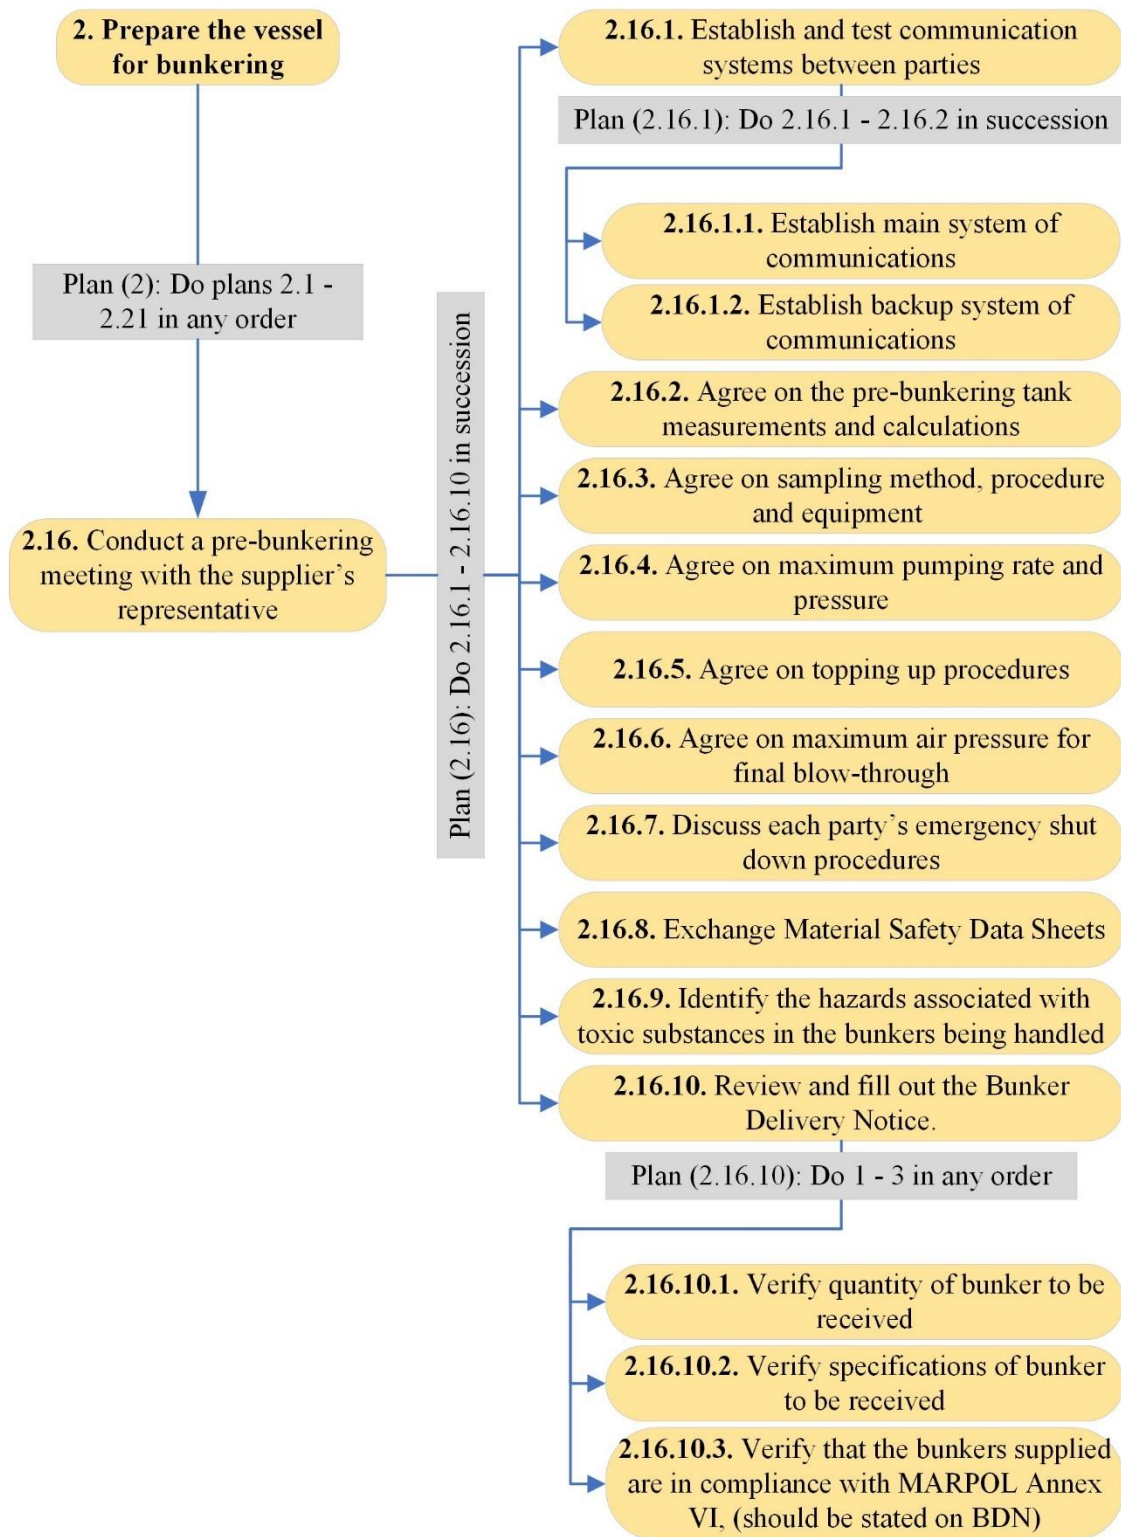 2. Prepare the vessel
for bunkering
Plan (2): Do plans 2.1 -
2.21 in any order
2.16. Conduct a pre-bunkering
meeting with the supplier’s
representative
Plan (2.16): Do 2.16.1 - 2.16.10 in succession
2.16.1. Establish and test communication
systems between parties
Plan (2.16.1): Do 2.16.1 - 2.16.2 in succession
2.16.1.1. Establish main system of
communications
2.16.1.2. Establish backup system of
communications
2.16.2. Agree on the pre-bunkering tank
measurements and calculations
2.16.3. Agree on sampling method, procedure
and equipment
2.16.4. Agree on maximum pumping rate and
pressure
2.16.5. Agree on topping up procedures
2.16.6. Agree on maximum air pressure for
final blow-through
2.16.7. Discuss each party’s emergency shut
down procedures
2.16.8. Exchange Material Safety Data Sheets
2.16.9. Identify the hazards associated with
toxic substances in the bunkers being handled
2.16.10. Review and fill out the Bunker
Delivery Notice.
Plan (2.16.10): Do 1 - 3 in any order
2.16.10.1. Verify quantity of bunker to be
received
2.16.10.2. Verify specifications of bunker
to be received
2.16.10.3. Verify that the bunkers supplied
are in compliance with MARPOL Annex
VI, (should be stated on BDN)